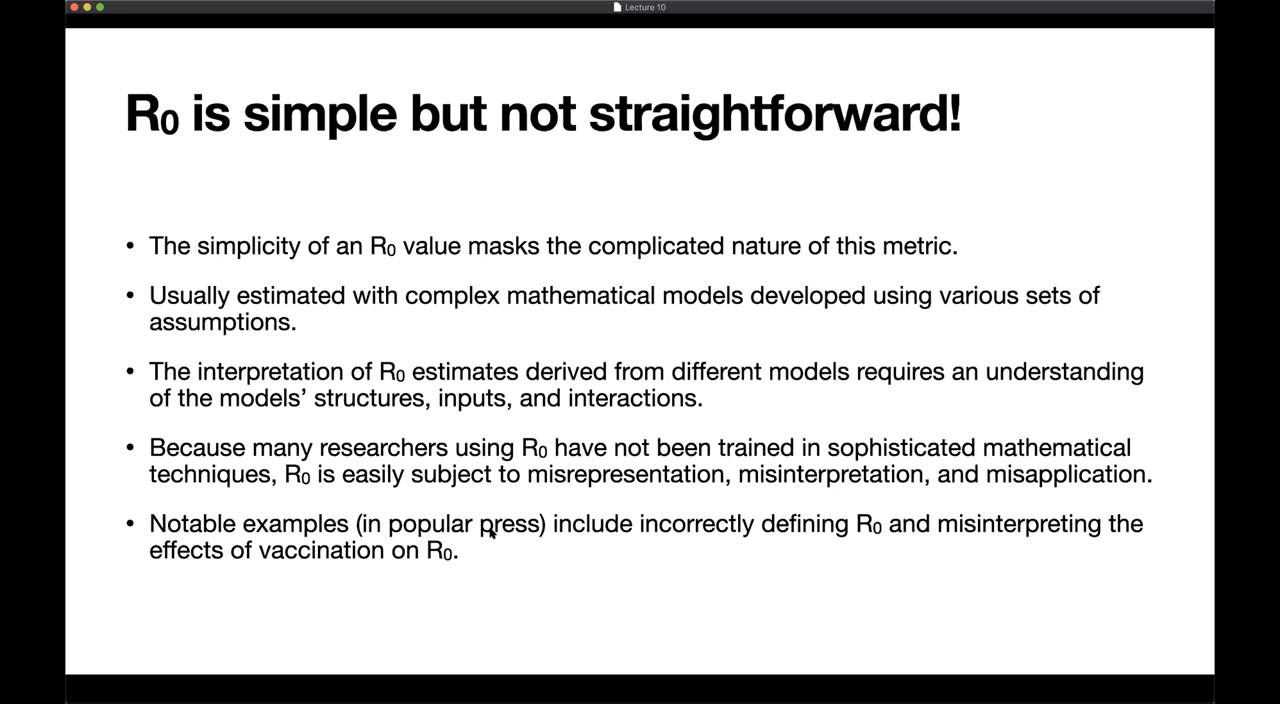 Lecture 10
R₀ is simple but not straightforward!
• The simplicity of an R₀ value masks the complicated nature of this metric.
• Usually estimated with complex mathematical models developed using various sets of
assumptions.
• The interpretation of R₀ estimates derived from different models requires an understanding
of the models’ structures, inputs, and interactions.
• Because many researchers using R₀ have not been trained in sophisticated mathematical
techniques, R₀ is easily subject to misrepresentation, misinterpretation, and misapplication.
• Notable examples (in popular press) include incorrectly defining R₀ and misinterpreting the
effects of vaccination on R₀.